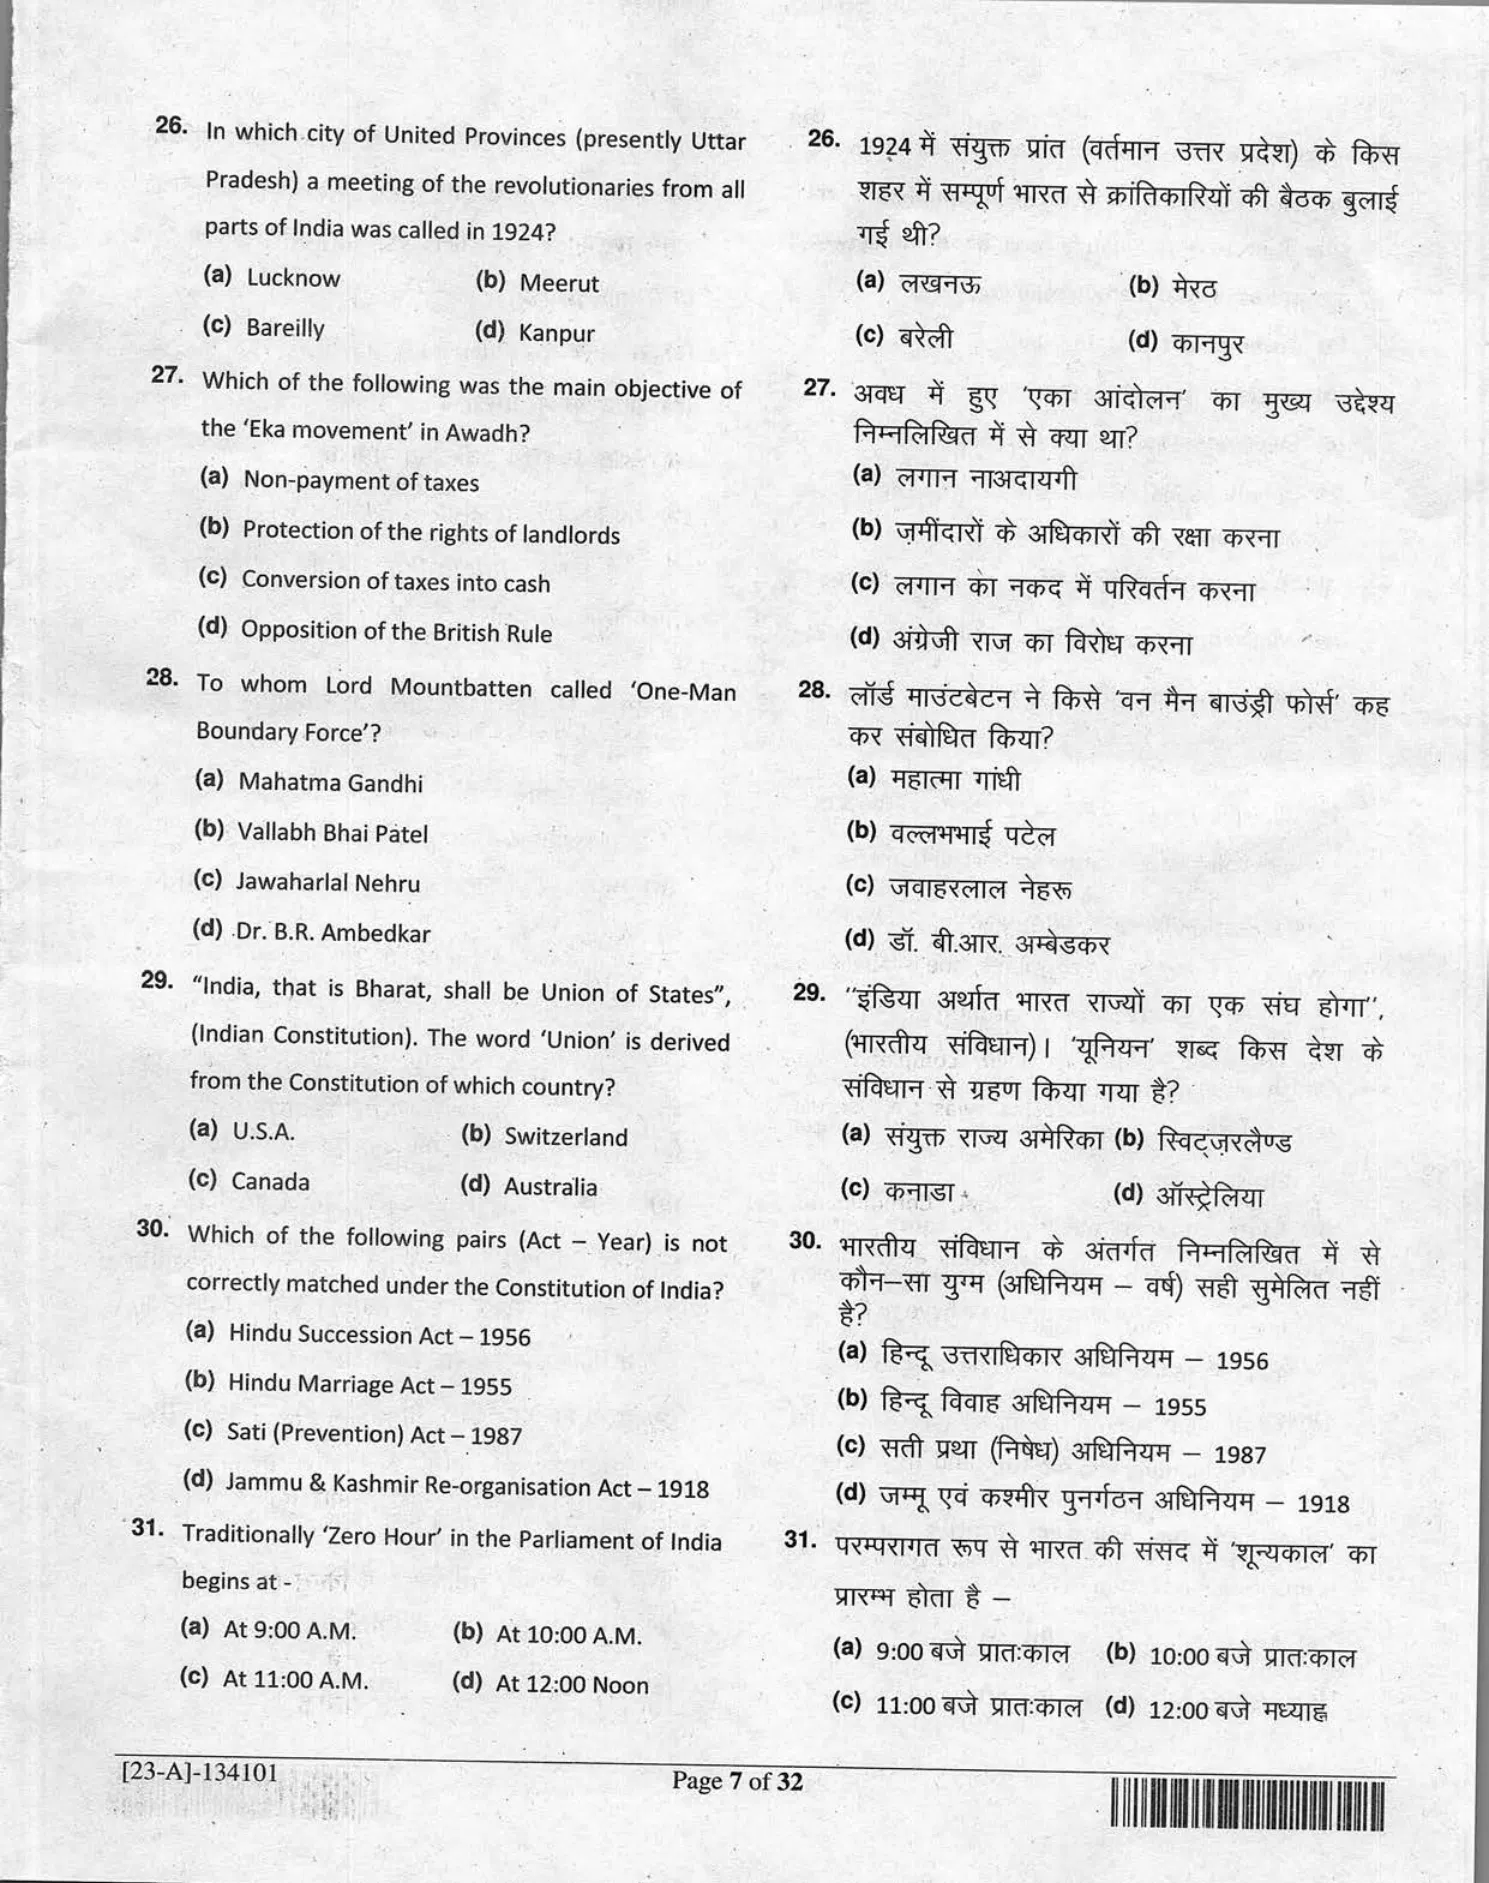 26. In which city of United Provinces (presently Uttar
Pradesh) a meeting of the revolutionaries from all
parts of India was called in 1924?
(a) Lucknow (b) Meerut
(c) Bareilly (d) Kanpur
27. Which of the following was the main objective of
the ‘Eka movement’ in Awadh?
(a) Non-payment of taxes
(b) Protection of the rights of landlords
(c) Conversion of taxes into cash
(d) Opposition of the British Rule
28. To whom Lord Mountbatten called ‘One-Man
Boundary Force’?
(a) Mahatma Gandhi
(b) Vallabh Bhai Patel
(c) Jawaharlal Nehru
(d) Dr. B.R. Ambedkar
29. “India, that is Bharat, shall be Union of States”,
(Indian Constitution). The word ‘Union’ is derived
from the Constitution of which country?
(a) U.S.A. (b) Switzerland
(c) Canada (d) Australia
30. Which of the following pairs (Act – Year) is not
correctly matched under the Constitution of India?
(a) Hindu Succession Act – 1956
(b) Hindu Marriage Act – 1955
(c) Sati (Prevention) Act – 1987
(d) Jammu & Kashmir Re-organisation Act – 1918
31. Traditionally ‘Zero Hour’ in the Parliament of India
begins at -
(a) At 9:00 A.M. (b) At 10:00 A.M.
(c) At 11:00 A.M. (d) At 12:00 Noon
26. 1924 में संयुक्त प्रांत (वर्तमान उत्तर प्रदेश) के किस
शहर में सम्पूर्ण भारत से क्रांतिकारियों की बैठक बुलाई
गई थी?
(a) लखनऊ (b) मेरठ
(c) बरेली (d) कानपुर
27. अवध में हुए ‘एका आंदोलन’ का मुख्य उद्देश्य
निम्नलिखित में से क्या था?
(a) लगान नाअदायगी
(b) ज़मींदारों के अधिकारों की रक्षा करना
(c) लगान का नकद में परिवर्तन करना
(d) अंग्रेजी राज का विरोध करना
28. लॉर्ड माउंटबेटन ने किसे ‘वन मैन बाउंड्री फोर्स’ कह
कर संबोधित किया?
(a) महात्मा गांधी
(b) वल्लभभाई पटेल
(c) जवाहरलाल नेहरू
(d) डॉ. बी.आर. अम्बेडकर
29. “इंडिया अर्थात भारत राज्यों का एक संघ होगा”,
(भारतीय संविधान)। ‘यूनियन’ शब्द किस देश के
संविधान से ग्रहण किया गया है?
(a) संयुक्त राज्य अमेरिका (b) स्विट्ज़रलैण्ड
(c) कनाडा (d) ऑस्ट्रेलिया
30. भारतीय संविधान के अंतर्गत निम्नलिखित में से
कौन–सा युग्म (अधिनियम – वर्ष) सही सुमेलित नहीं
है?
(a) हिन्दू उत्तराधिकार अधिनियम – 1956
(b) हिन्दू विवाह अधिनियम – 1955
(c) सती प्रथा (निषेध) अधिनियम – 1987
(d) जम्मू एवं कश्मीर पुनर्गठन अधिनियम – 1918
31. परम्परागत रूप से भारत की संसद में ‘शून्यकाल’ का
प्रारम्भ होता है –
(a) 9:00 बजे प्रातःकाल (b) 10:00 बजे प्रातःकाल
(c) 11:00 बजे प्रातःकाल (d) 12:00 बजे मध्याह्न
[23-A]-134101
Page 7 of 32